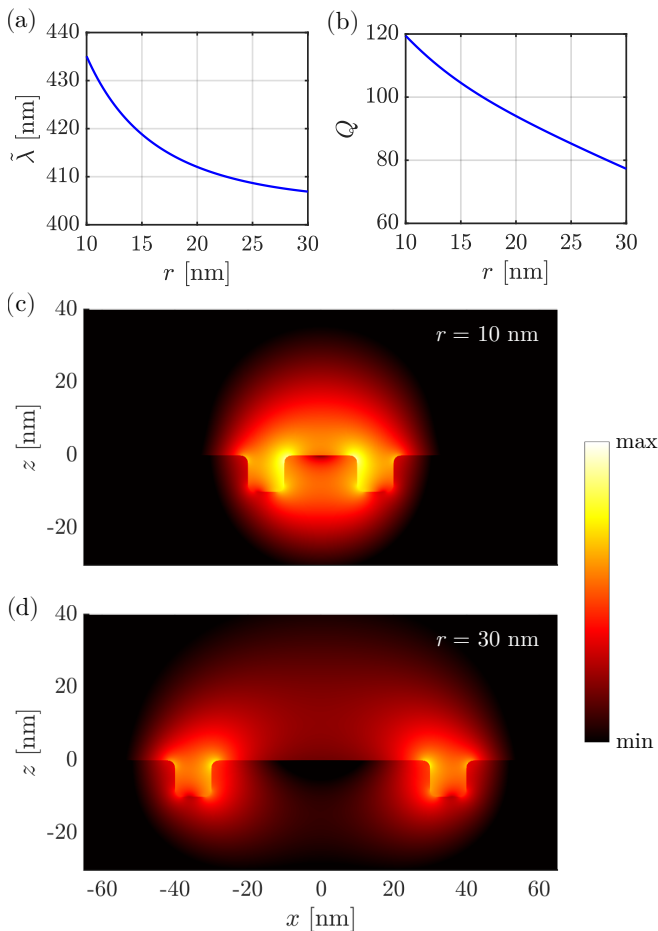 (a)
440
430
420
410
400
λ̃ [nm]
10 15 20 25 30
r [nm]
(b)
120
100
80
60
Q
10 15 20 25 30
r [nm]
(c)
40
20
0
-20
z [nm]
r = 10 nm
max
min
(d)
40
20
0
-20
z [nm]
r = 30 nm
-60 -40 -20 0 20 40 60
x [nm]